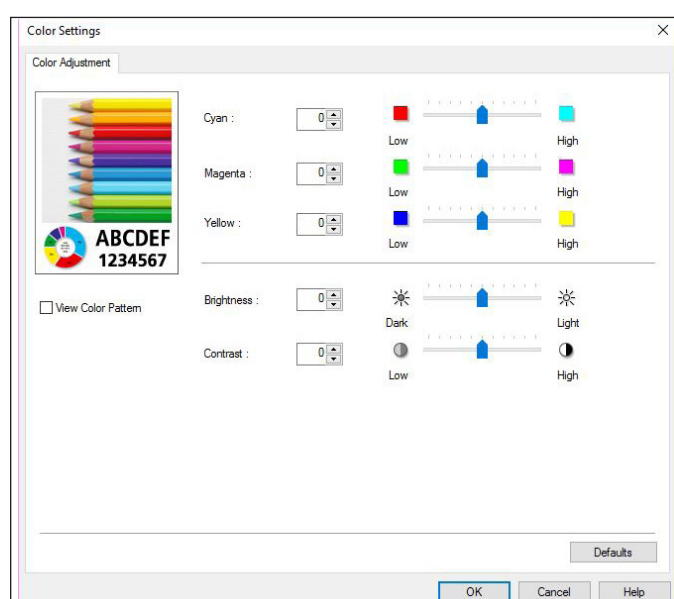 Color Settings
Color Adjustment
ABCDEF
1234567
View Color Pattern
Cyan : 0
Low High
Magenta : 0
Low High
Yellow : 0
Low High
Brightness : 0
Dark Light
Contrast : 0
Low High
Defaults
OK Cancel Help